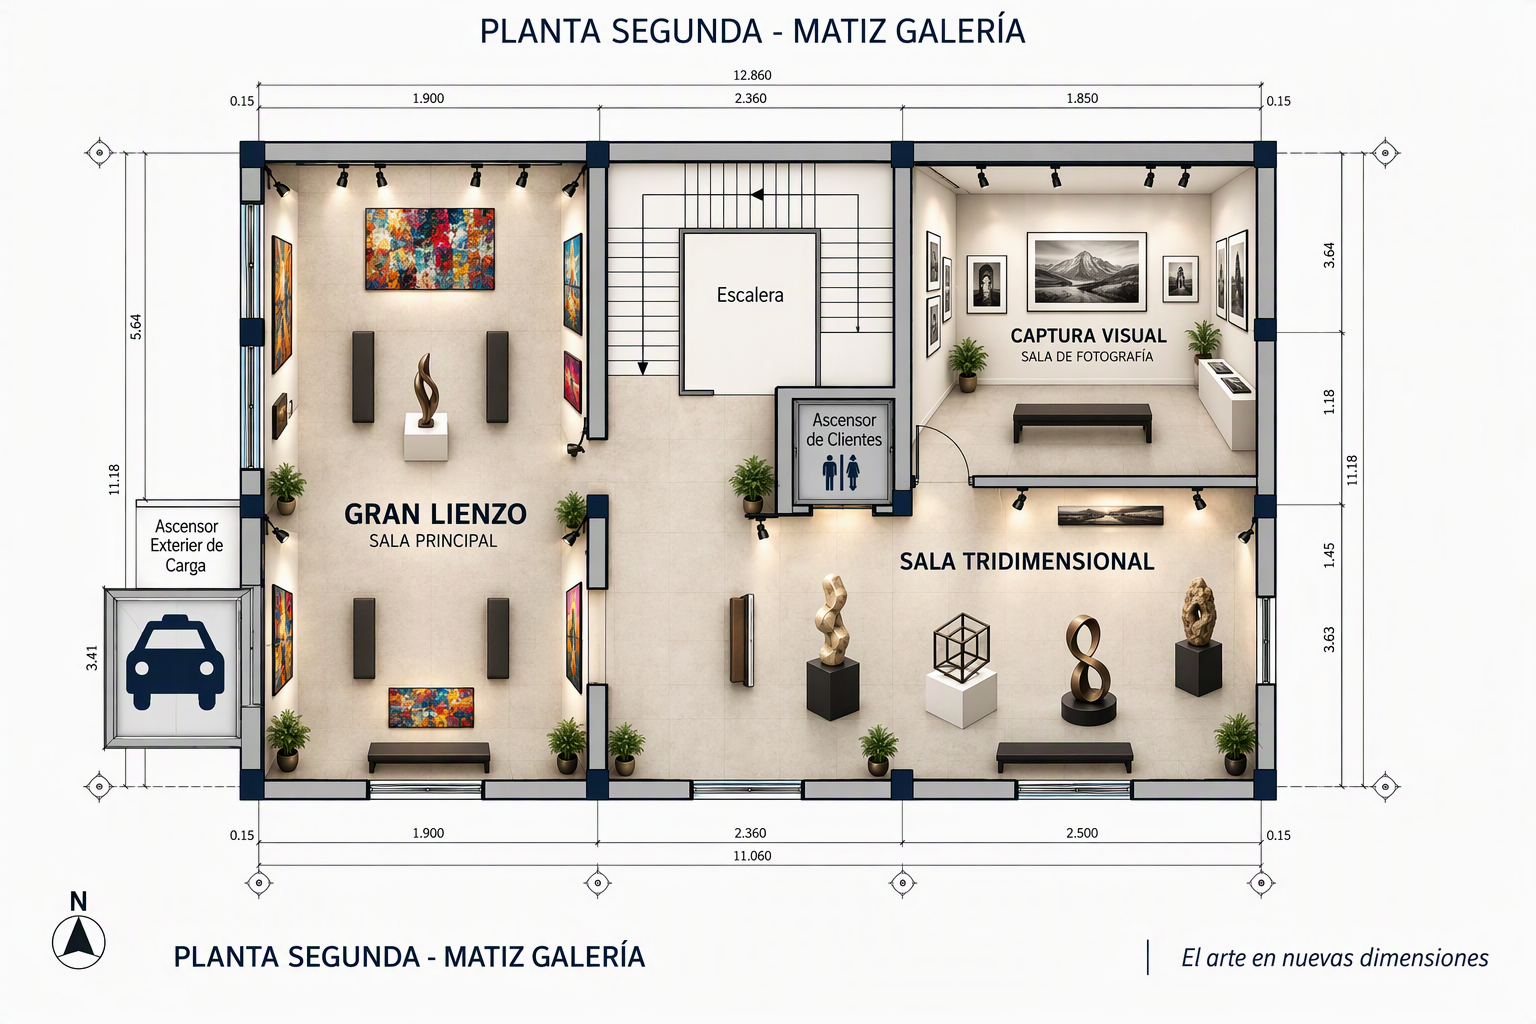 PLANTA SEGUNDA - MATIZ GALERÍA
12.860
0.15
1.900
2.360
1.850
0.15
5.64
11.18
3.41
3.64
1.18
11.18
1.45
3.63
Escalera
CAPTURA VISUAL
SALA DE FOTOGRAFÍA
Ascensor
de Clientes
GRAN LIENZO
SALA PRINCIPAL
Ascensor
Exterier de
Carga
SALA TRIDIMENSIONAL
0.15
1.900
2.360
2.500
0.15
11.060
N
PLANTA SEGUNDA - MATIZ GALERÍA
El arte en nuevas dimensiones